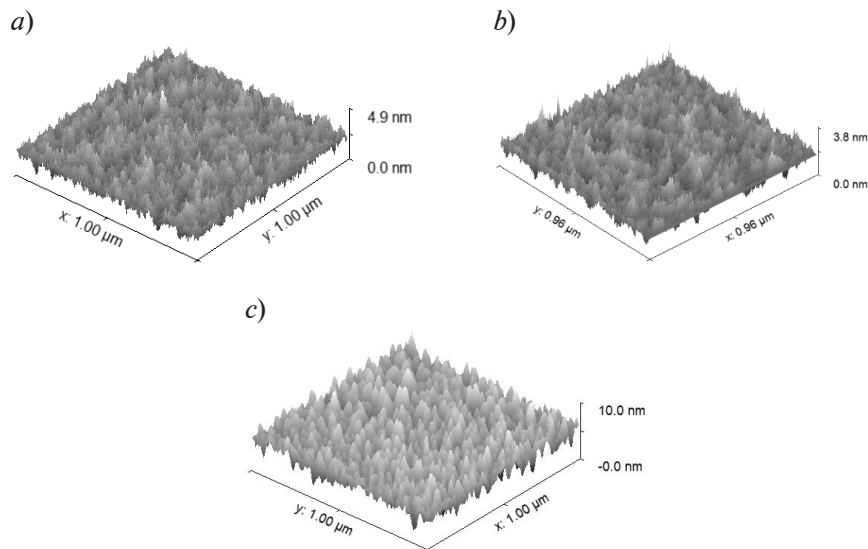 a)
4.9 nm
0.0 nm
x: 1.00 µm
y: 1.00 µm
b)
3.8 nm
0.0 nm
y: 0.96 µm
x: 0.96 µm
c)
10.0 nm
-0.0 nm
y: 1.00 µm
x: 1.00 µm